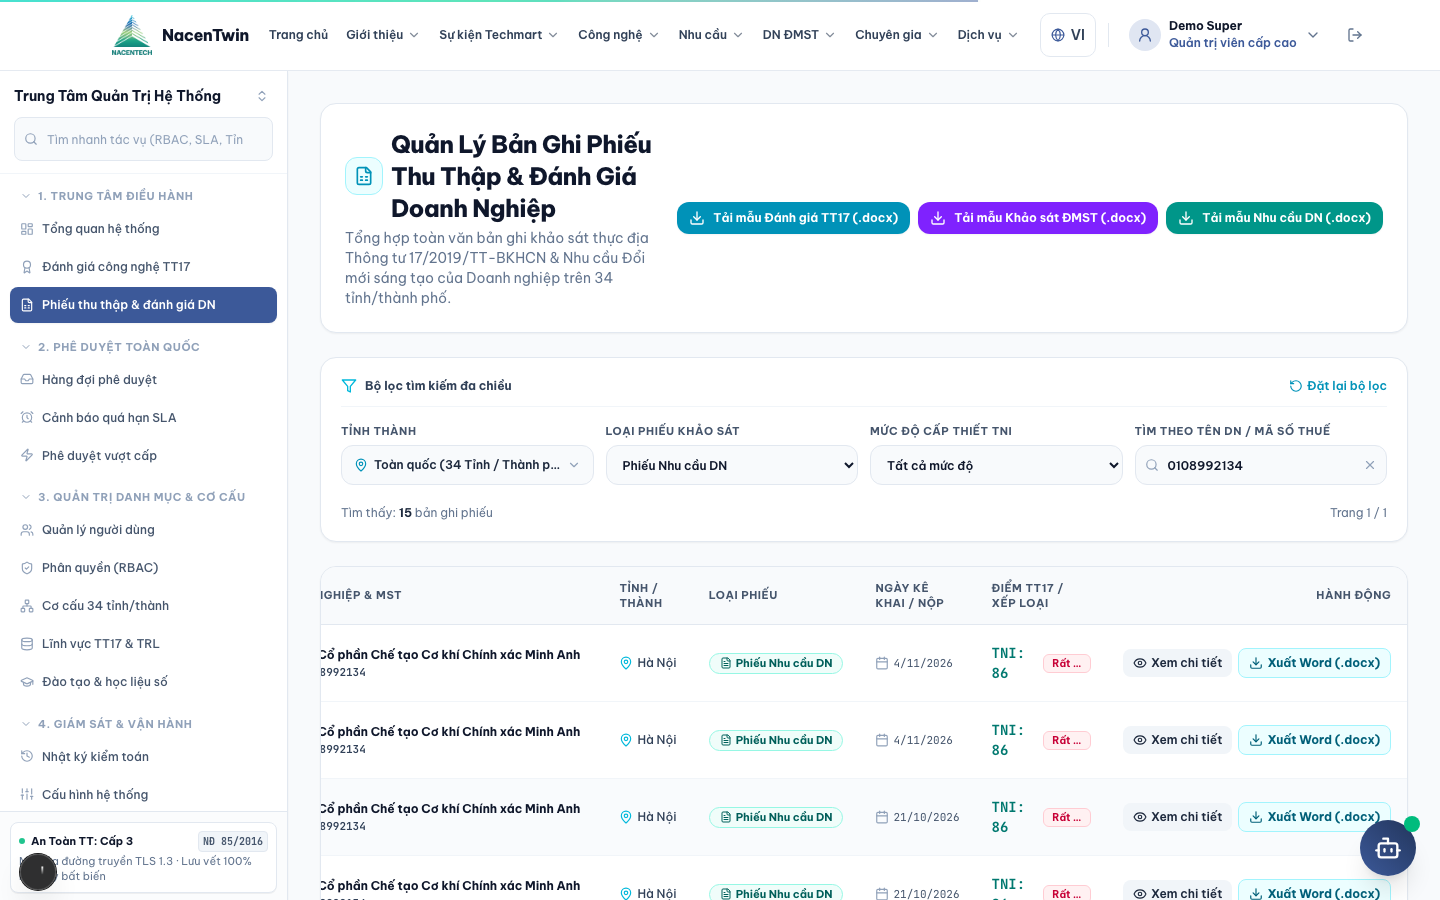 NACENTECH
NacenTwin
Trang chủ
Giới thiệu
Sự kiện Techmart
Công nghệ
Nhu cầu
DN ĐMST
Chuyên gia
Dịch vụ
VI
Demo Super
Quản trị viên cấp cao
Trung Tâm Quản Trị Hệ Thống
Tìm nhanh tác vụ (RBAC, SLA, Tỉn
1. TRUNG TÂM ĐIỀU HÀNH
Tổng quan hệ thống
Đánh giá công nghệ TT17
Phiếu thu thập & đánh giá DN
2. PHÊ DUYỆT TOÀN QUỐC
Hàng đợi phê duyệt
Cảnh báo quá hạn SLA
Phê duyệt vượt cấp
3. QUẢN TRỊ DANH MỤC & CƠ CẤU
Quản lý người dùng
Phân quyền (RBAC)
Cơ cấu 34 tỉnh/thành
Lĩnh vực TT17 & TRL
Đào tạo & học liệu số
4. GIÁM SÁT & VẬN HÀNH
Nhật ký kiểm toán
Cấu hình hệ thống
An Toàn TT: Cấp 3
NĐ 85/2016
đường truyền TLS 1.3 · Lưu vết 100%
bất biến
Quản Lý Bản Ghi Phiếu
Thu Thập & Đánh Giá
Doanh Nghiệp
Tổng hợp toàn văn bản ghi khảo sát thực địa
Thông tư 17/2019/TT-BKHCN & Nhu cầu Đổi
mới sáng tạo của Doanh nghiệp trên 34
tỉnh/thành phố.
Tải mẫu Đánh giá TT17 (.docx)
Tải mẫu Khảo sát ĐMST (.docx)
Tải mẫu Nhu cầu DN (.docx)
Bộ lọc tìm kiếm đa chiều
Đặt lại bộ lọc
TỈNH THÀNH
LOẠI PHIẾU KHẢO SÁT
MỨC ĐỘ CẤP THIẾT TNI
TÌM THEO TÊN DN / MÃ SỐ THUẾ
Toàn quốc (34 Tỉnh / Thành p...
Phiếu Nhu cầu DN
Tất cả mức độ
0108992134
Tìm thấy: 15 bản ghi phiếu
Trang 1 / 1
NGHIỆP & MST
TỈNH /
THÀNH
LOẠI PHIẾU
NGÀY KÊ
KHAI / NỘP
ĐIỂM TT17 /
XẾP LOẠI
HÀNH ĐỘNG
Cổ phần Chế tạo Cơ khí Chính xác Minh Anh
8992134
Hà Nội
Phiếu Nhu cầu DN
4/11/2026
TNI:
86
Rất ...
Xem chi tiết
Xuất Word (.docx)
Cổ phần Chế tạo Cơ khí Chính xác Minh Anh
8992134
Hà Nội
Phiếu Nhu cầu DN
4/11/2026
TNI:
86
Rất ...
Xem chi tiết
Xuất Word (.docx)
Cổ phần Chế tạo Cơ khí Chính xác Minh Anh
8992134
Hà Nội
Phiếu Nhu cầu DN
21/10/2026
TNI:
86
Rất ...
Xem chi tiết
Xuất Word (.docx)
Cổ phần Chế tạo Cơ khí Chính xác Minh Anh
Hà Nội
Phiếu Nhu cầu DN
21/10/2026
TNI:
Rất ...
Xem chi tiết
Xuất Word (.docx)